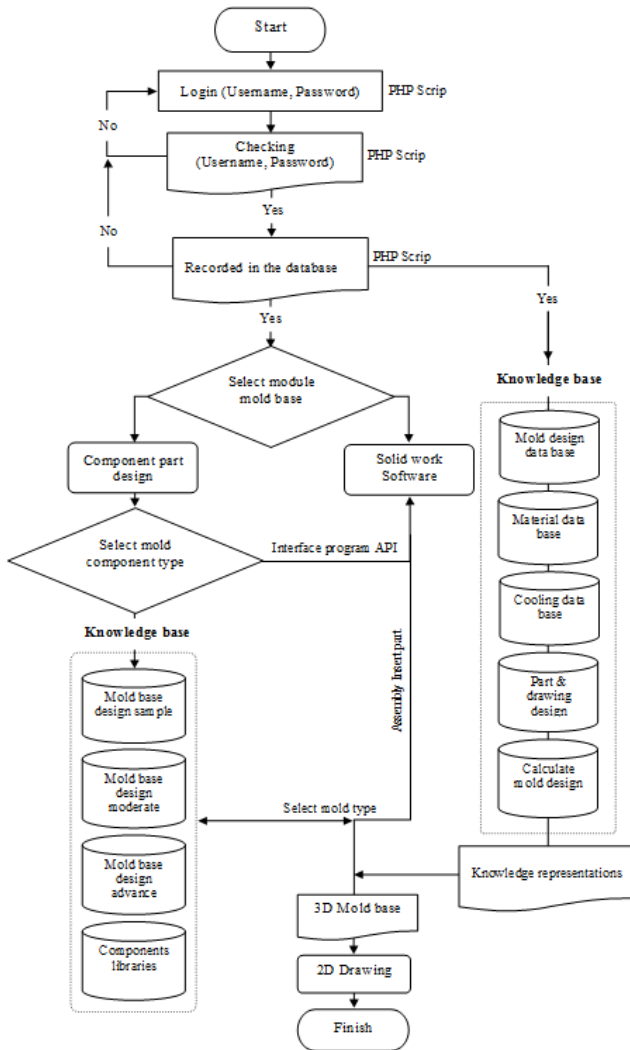 Start
Login (Username, Password)
PHP Scrip
No
Checking
(Username, Password)
PHP Scrip
Yes
No
Recorded in the database
PHP Scrip
Yes
Yes
Select module
mold base
Knowledge base
Component part
design
Solid work
Software
Mold design
data base
Select mold
component type
Interface program API
Material data
base
Knowledge base
Cooling data
base
Mold base
design sample
Assembly Insert part
Part &
drawing
design
Mold base
design
moderate
Select mold type
Calculate
mold design
Mold base
design
advance
Knowledge representations
3D Mold base
Components
libraries
2D Drawing
Finish